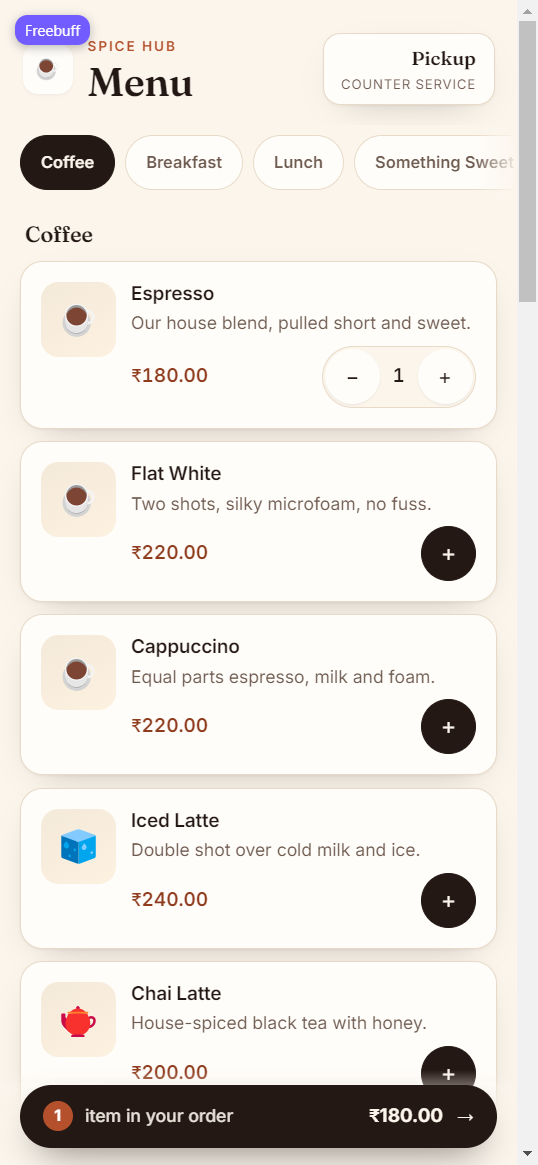 Freebuff
SPICE HUB
Menu
Pickup
COUNTER SERVICE
Coffee
Breakfast
Lunch
Something Sweet
Coffee
Espresso
Our house blend, pulled short and sweet.
₹180.00
− 1 +
Flat White
Two shots, silky microfoam, no fuss.
₹220.00
+
Cappuccino
Equal parts espresso, milk and foam.
₹220.00
+
Iced Latte
Double shot over cold milk and ice.
₹240.00
+
Chai Latte
House-spiced black tea with honey.
₹200.00
+
1 item in your order ₹180.00 →